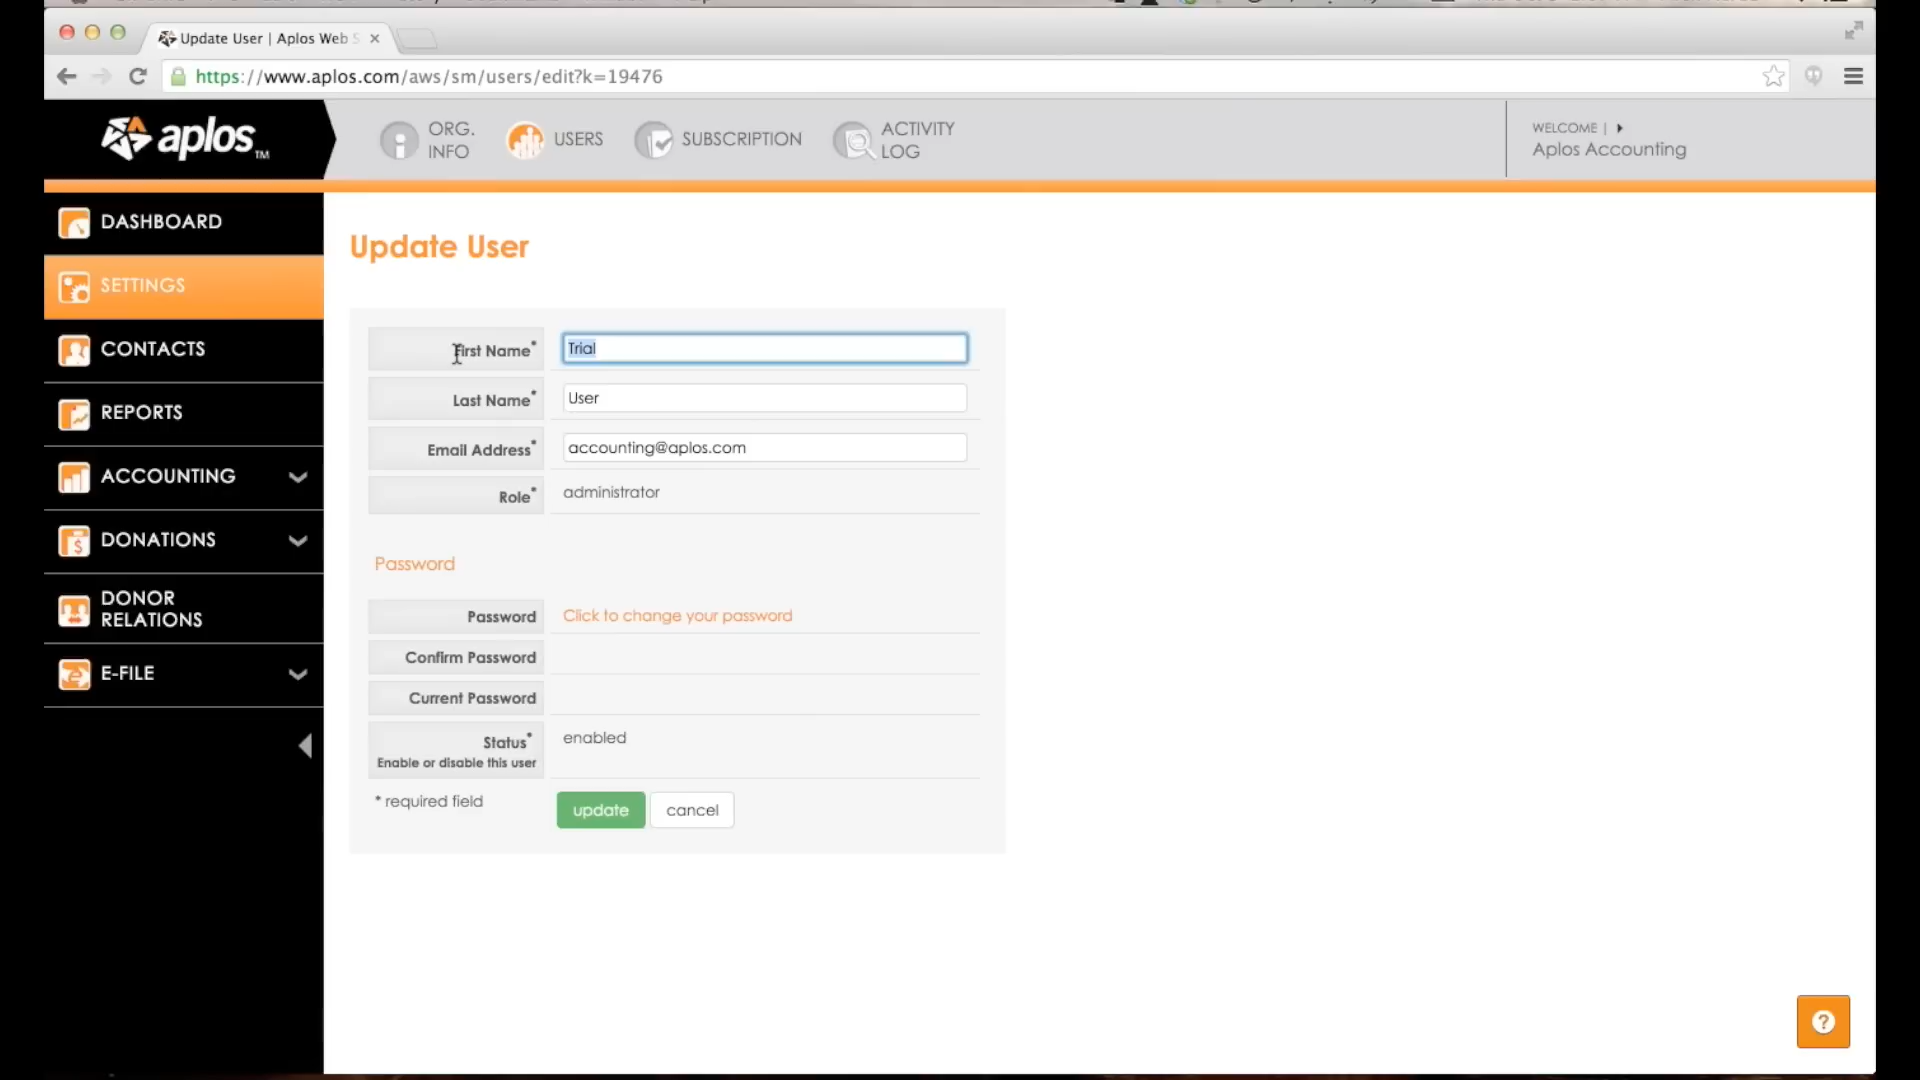 Update User | Aplos Web S
https://www.aplos.com/aws/sm/users/edit?k=19476
aplos™
ORG. INFO
USERS
SUBSCRIPTION
ACTIVITY LOG
WELCOME |
Aplos Accounting
DASHBOARD
SETTINGS
CONTACTS
REPORTS
ACCOUNTING
DONATIONS
DONOR
RELATIONS
E-FILE
Update User
First Name* Trial
Last Name* User
Email Address* accounting@aplos.com
Role* administrator
Password
Password Click to change your password
Confirm Password
Current Password
Status* enabled
Enable or disable this user
* required field update cancel
?